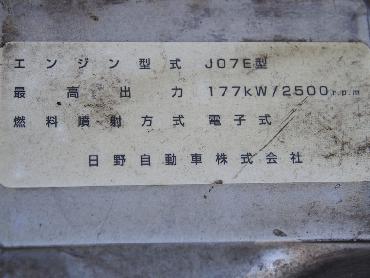 エンジン型式 J07E型
最高出力 177kW/2500r.p.m
燃料噴射方式 電子式
日野自動車株式会社